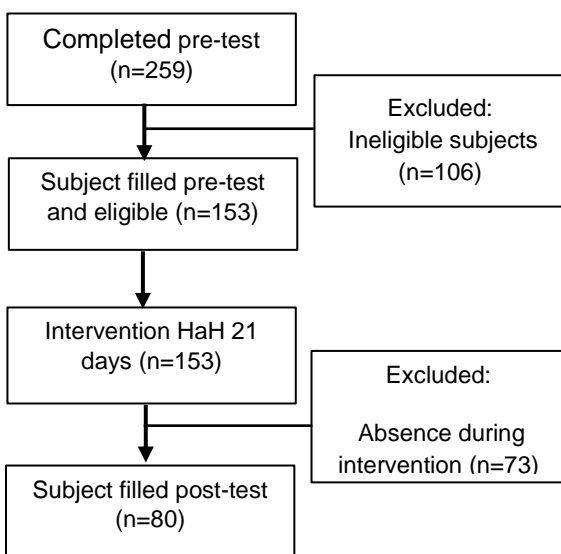 Completed pre-test
(n=259)
Excluded:
Ineligible subjects
(n=106)
Subject filled pre-test
and eligible (n=153)
Intervention HaH 21
days (n=153)
Excluded:
Absence during
intervention (n=73)
Subject filled post-test
(n=80)